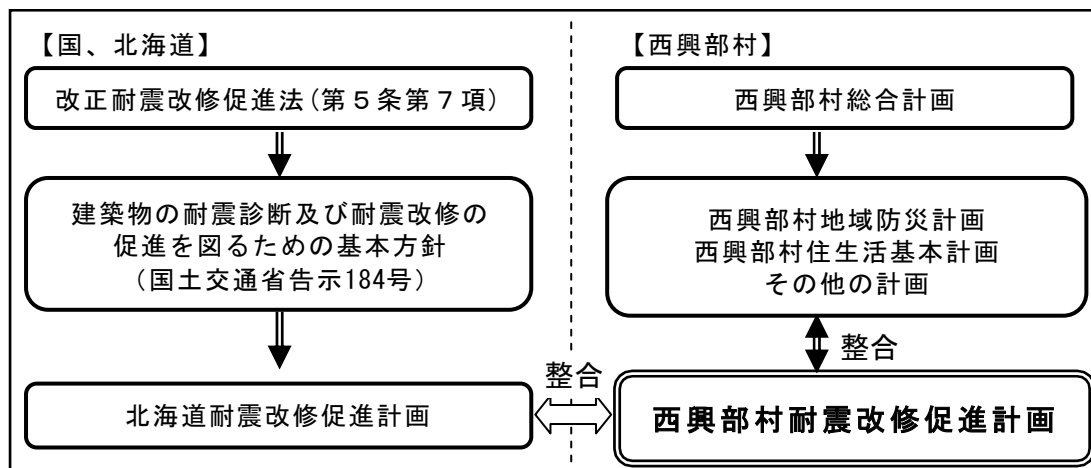 【国、北海道】
改正耐震改修促進法(第５条第７項)
建築物の耐震診断及び耐震改修の
促進を図るための基本方針
（国土交通省告示184号）
北海道耐震改修促進計画
整合
【西興部村】
西興部村総合計画
西興部村地域防災計画
西興部村住生活基本計画
その他の計画
整合
西興部村耐震改修促進計画